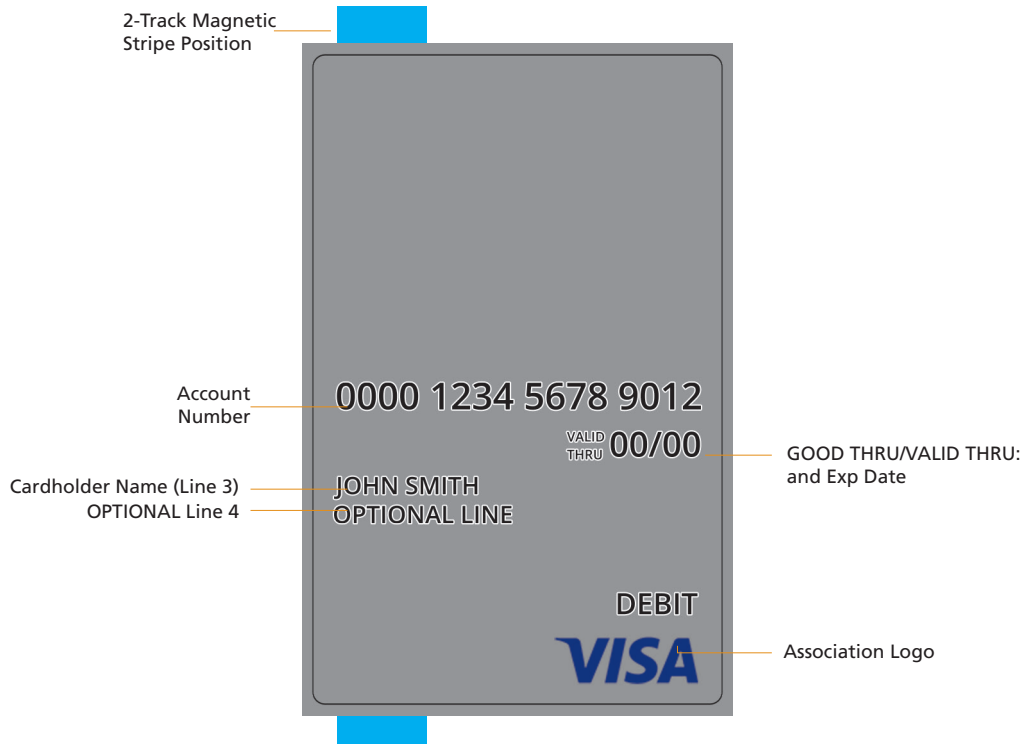 2-Track Magnetic
Stripe Position
Account
Number
0000 1234 5678 9012
VALID
THRU 00/00
GOOD THRU/VALID THRU:
and Exp Date
Cardholder Name (Line 3)
JOHN SMITH
OPTIONAL Line 4
OPTIONAL LINE
DEBIT
VISA
Association Logo